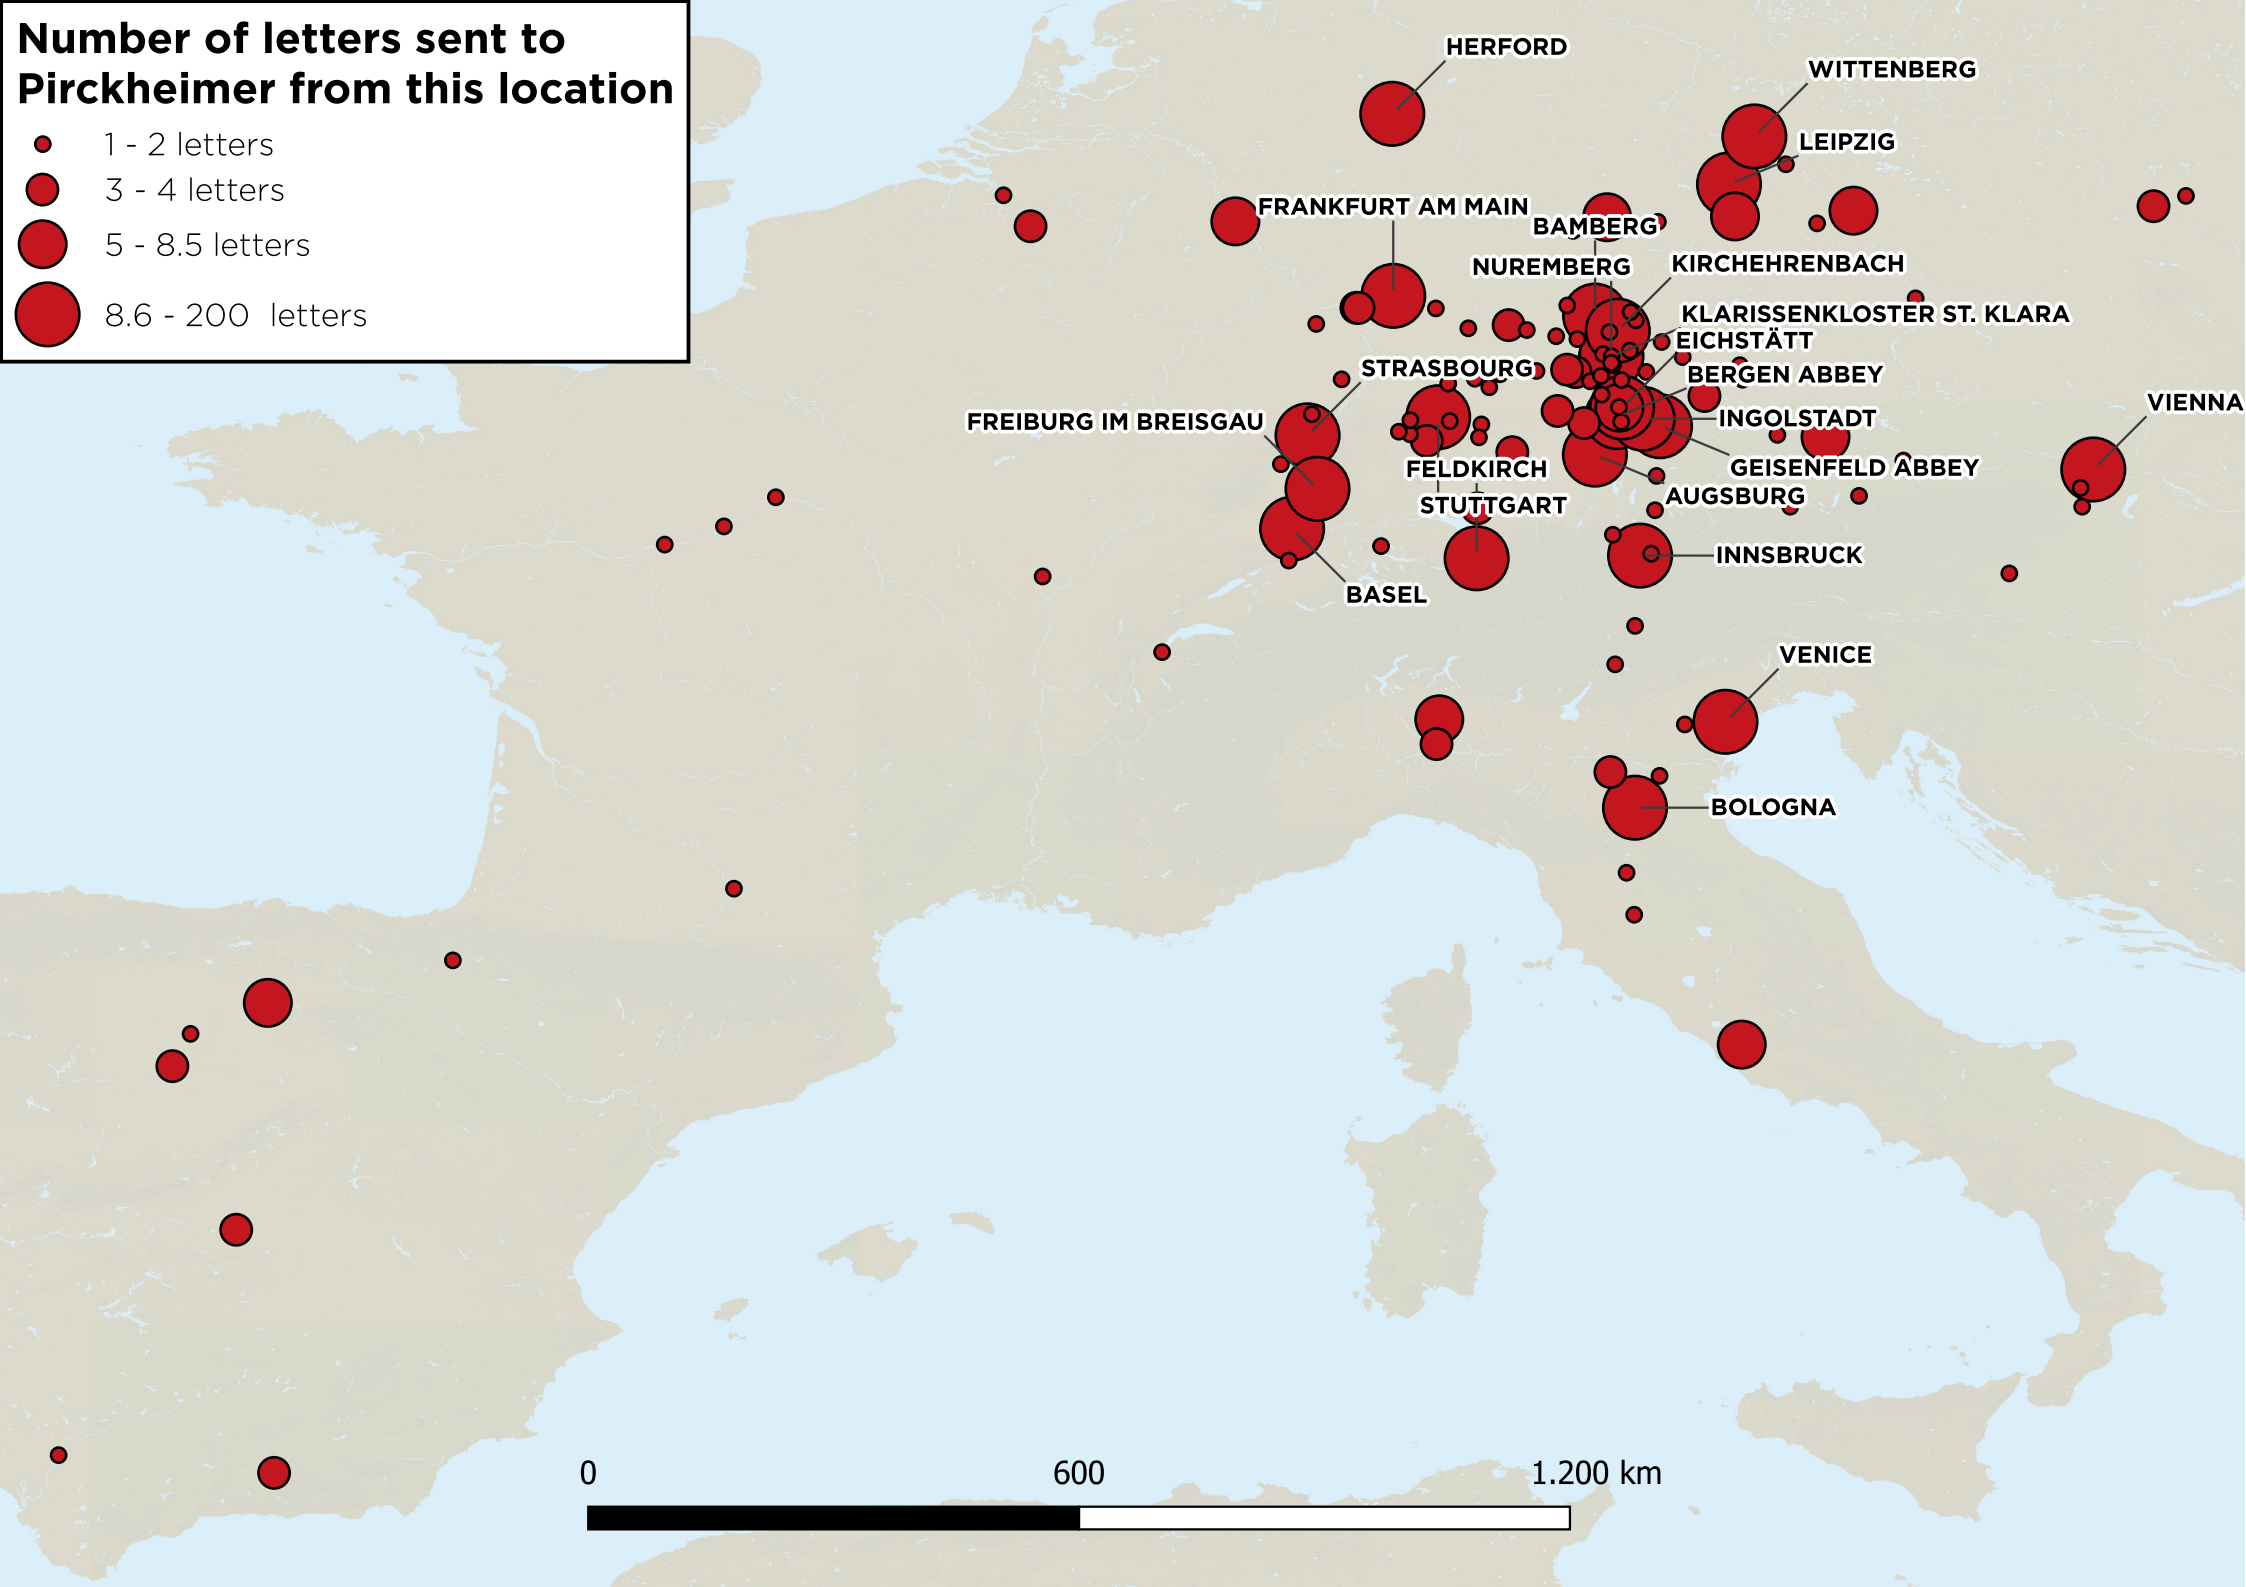 Number of letters sent to
Pirckheimer from this location
1 - 2 letters
3 - 4 letters
5 - 8.5 letters
8.6 - 200 letters
HERFORD
WITTENBERG
LEIPZIG
FRANKFURT AM MAIN
BAMBERG
NUREMBERG
KIRCHEHRENBACH
KLARISSENKLOSTER ST. KLARA
EICHSTÄTT
STRASBOURG
BERGEN ABBEY
VIENNA
FREIBURG IM BREISGAU
INGOLSTADT
FELDKIRCH
GEISENFELD ABBEY
STUTTGART
AUGSBURG
INNSBRUCK
BASEL
VENICE
BOLOGNA
0 600 1.200 km